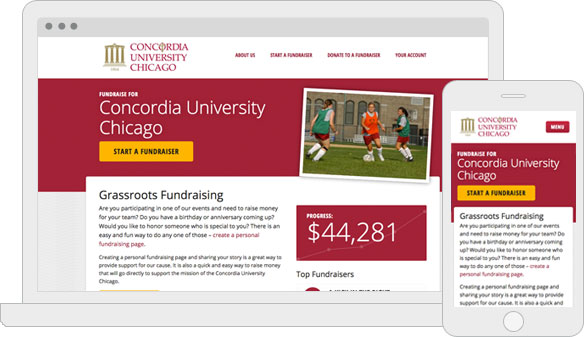 CONCORDIA
UNIVERSITY
CHICAGO
ABOUT US START A FUNDRAISER DONATE TO A FUNDRAISER YOUR ACCOUNT
FUNDRAISE FOR
Concordia University
Chicago
START A FUNDRAISER
Grassroots Fundraising
Are you participating in one of our events and need to raise money
for your team? Do you have a birthday or anniversary coming up?
Would you like to honor someone who is special to you? There is an
easy and fun way to do any of those – create a personal
fundraising page.
Creating a personal fundraising page and sharing your story is a great way to
provide support for our cause. It is also a quick and easy way to raise money
that will go directly to support the mission of the Concordia University
Chicago.
PROGRESS:
$44,281
Top Fundraisers
CONCORDIA
UNIVERSITY
CHICAGO
MENU
FUNDRAISE FOR
Concordia University
Chicago
START A FUNDRAISER
Grassroots Fundraising
Are you participating in one of our events
and need to raise money for your team? Do
you have a birthday or anniversary coming
up? Would you like to honor someone who
is special to you? There is an easy and fun
way to do any of those – create a
personal fundraising page.
Creating a personal fundraising page and
sharing your story is a great way to provide
support for our cause. It is also a quick and